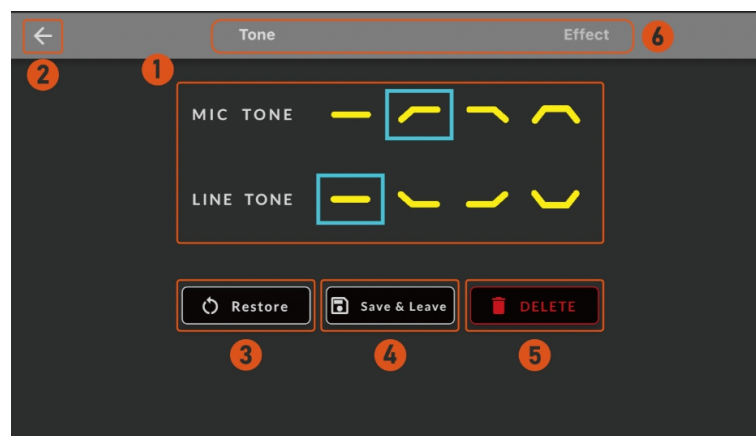 Tone Effect 6
2 1
MIC TONE
LINE TONE
Restore Save & Leave DELETE
3 4 5